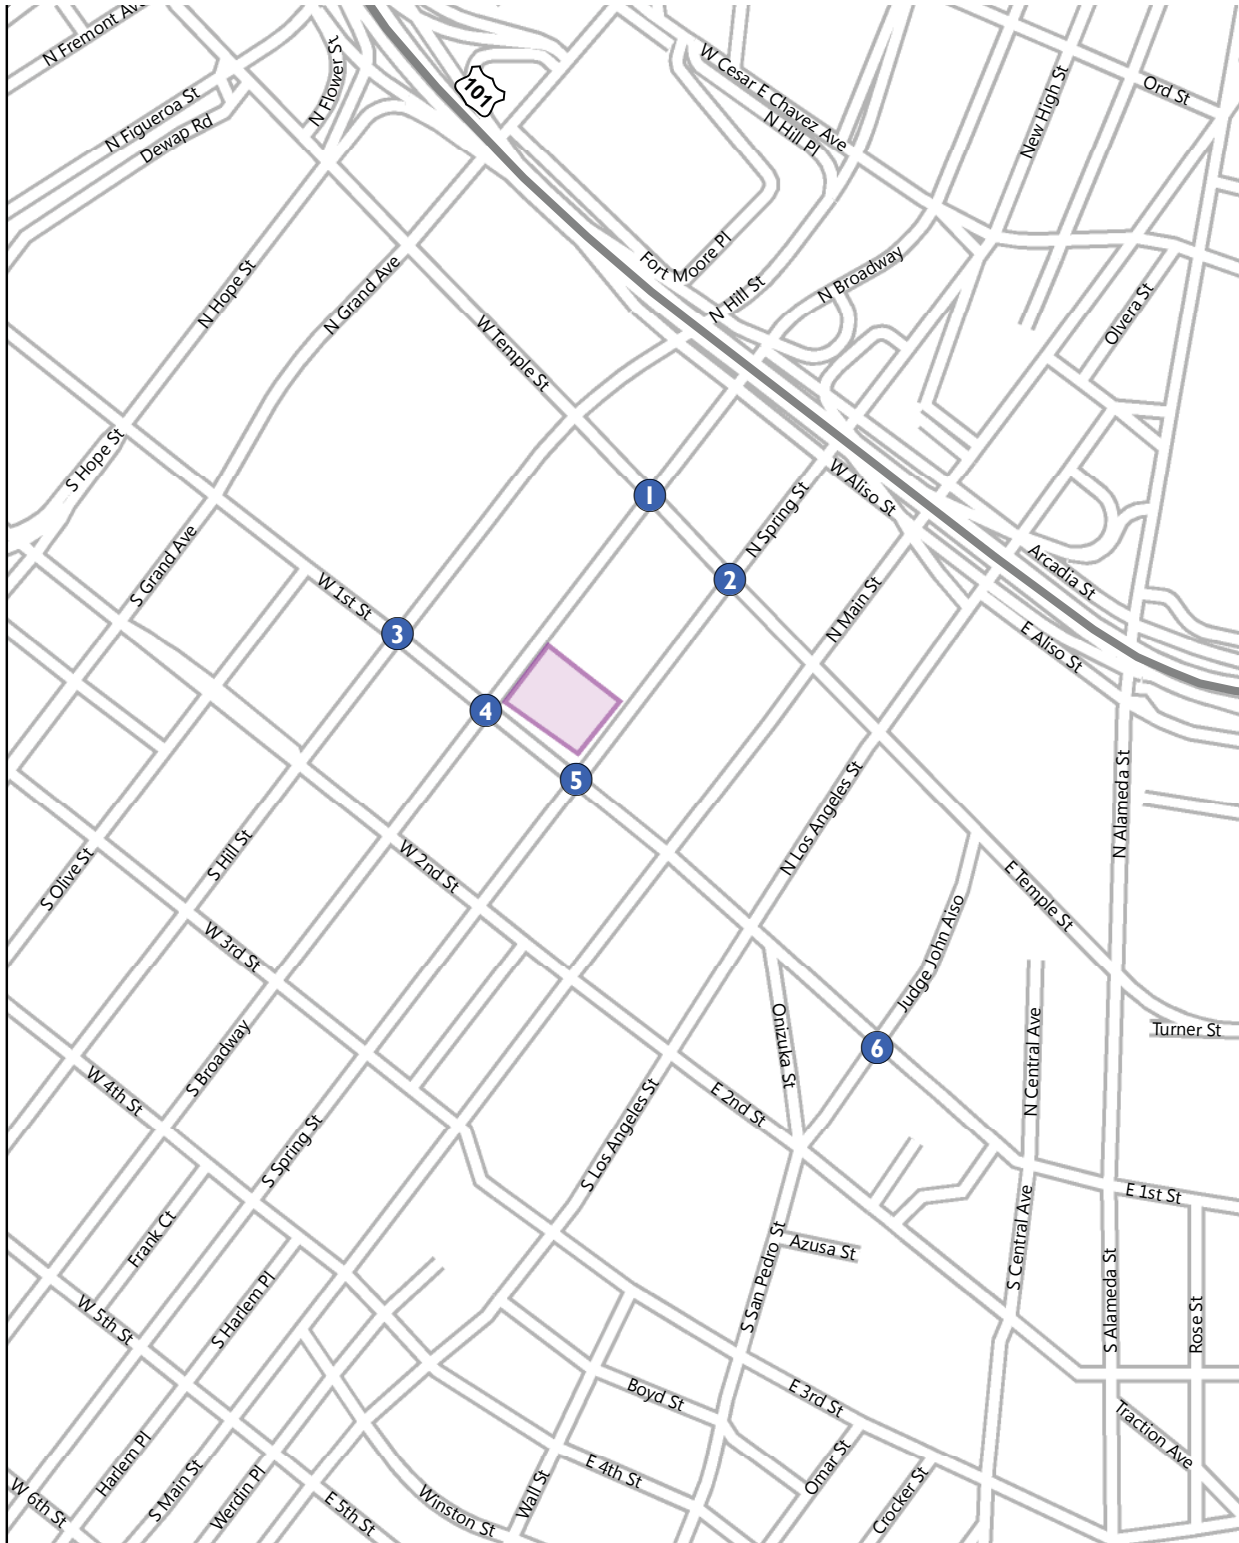 N Fremont Av
N Flower St
101
W Cesar E Chavez Ave
N Hill Pl
New High St
Ord St
N Figueroa St
Dewap Rd
Fort Moore Pl
N Hill St
N Broadway
Olvera St
N Hope St
N Grand Ave
W Temple St
S Hope St
W Aliso St
1
N Spring St
2
Arcadia St
S Grand Ave
W 1st St
3
N Main St
E Aliso St
4
5
N Alameda St
N Los Angeles St
S Olive St
S Hill St
W 2nd St
E Temple St
W 3rd St
Judge John Aiso
Onizuka St
6
Turner St
N Central Ave
W 4th St
S Broadway
E 2nd St
S Los Angeles St
S Spring St
E 1st St
Frank Ct
S Central Ave
Azusa St
S San Pedro St
S Harlem Pl
W 5th St
S Alameda St
Rose St
Boyd St
E 3rd St
Traction Ave
Harlem Pl
S Main St
Werdin Pl
E 4th St
Omar St
W 6th St
E 5th St
Winston St
Wall St
Crocker St